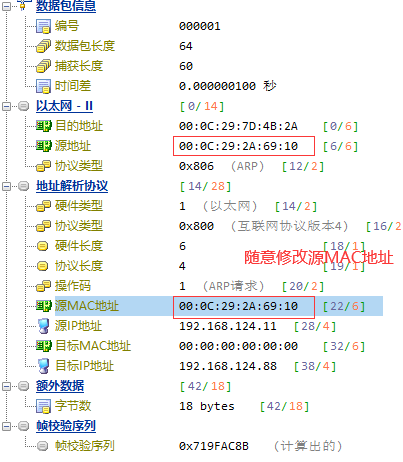 数据包信息
编号 000001
数据包长度 64
捕获长度 60
时间差 0.000000100 秒
以太网 - II [0/14]
目的地址 00:0C:29:7D:4B:2A [0/6]
源地址 00:0C:29:2A:69:10 [6/6]
协议类型 0x806 (ARP) [12/2]
地址解析协议 [14/28]
硬件类型 1 (以太网) [14/2]
协议类型 0x800 (互联网协议版本4) [16/2
硬件长度 6 [18/1]
随意修改源MAC地址
协议长度 4 [19/1]
操作码 1 (ARP请求) [20/2]
源MAC地址 00:0C:29:2A:69:10 [22/6]
源IP地址 192.168.124.11 [28/4]
目标MAC地址 00:00:00:00:00:00 [32/6]
目标IP地址 192.168.124.88 [38/4]
额外数据 [42/18]
字节数 18 bytes [42/18]
帧校验序列
帧校验序列 0x719FAC8B (计算出的)